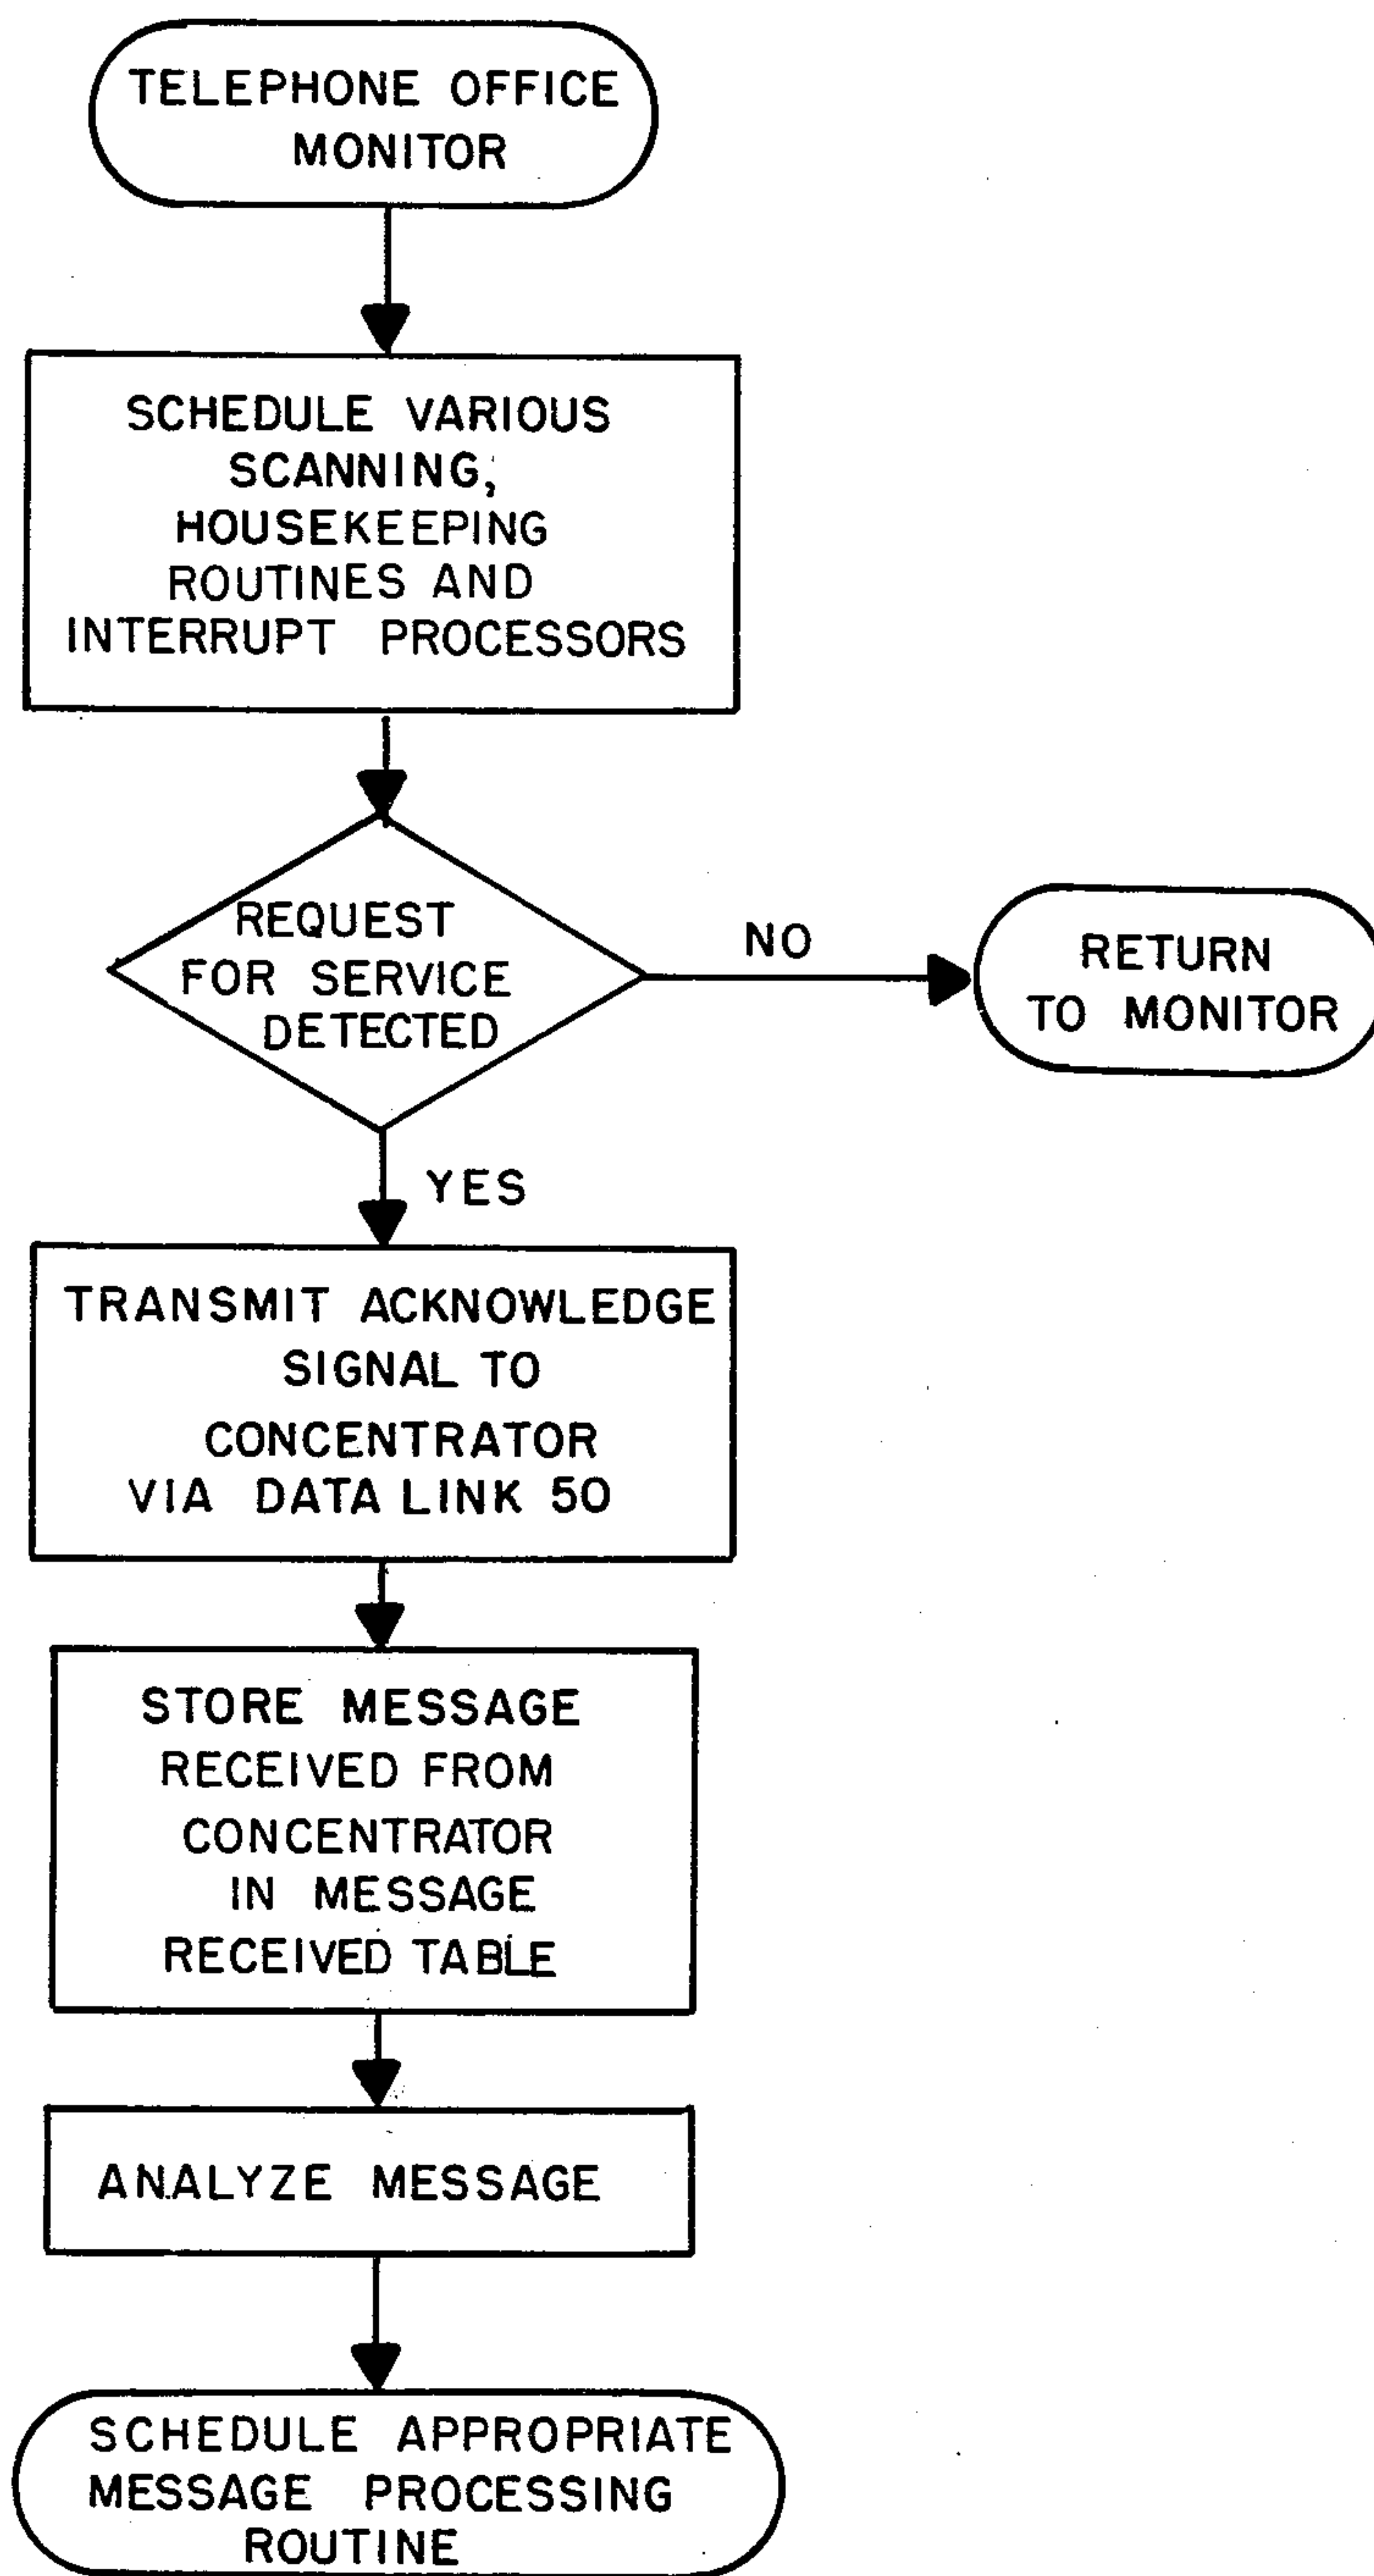 TELEPHONE OFFICE
MONITOR
SCHEDULE VARIOUS
SCANNING,
HOUSEKEEPING
ROUTINES AND
INTERRUPT PROCESSORS
REQUEST
FOR SERVICE
DETECTED
NO
RETURN
TO MONITOR
YES
TRANSMIT ACKNOWLEDGE
SIGNAL TO
CONCENTRATOR
VIA DATA LINK 50
STORE MESSAGE
RECEIVED FROM
CONCENTRATOR
IN MESSAGE
RECEIVED TABLE
ANALYZE MESSAGE
SCHEDULE APPROPRIATE
MESSAGE PROCESSING
ROUTINE